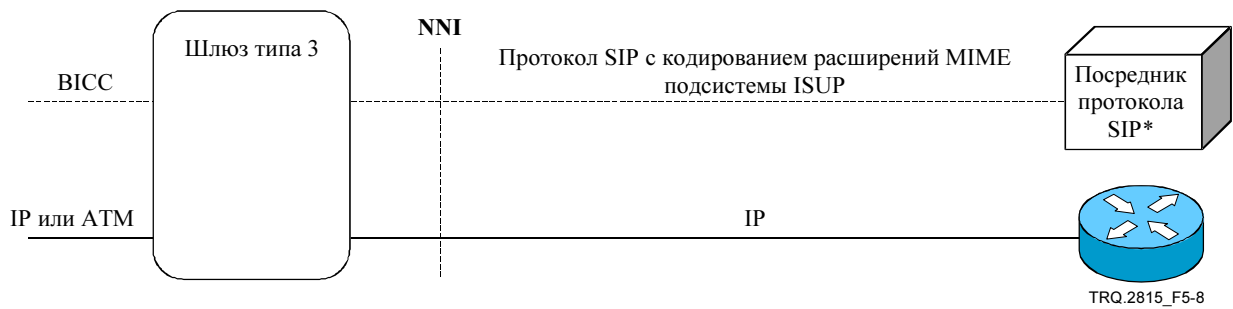 NNI
Шлюз типа 3
BICC
Протокол SIP с кодированием расширений MIME
подсистемы ISUP
Посредник
протокола
SIP*
IP или ATM
IP
TRQ.2815_F5-8